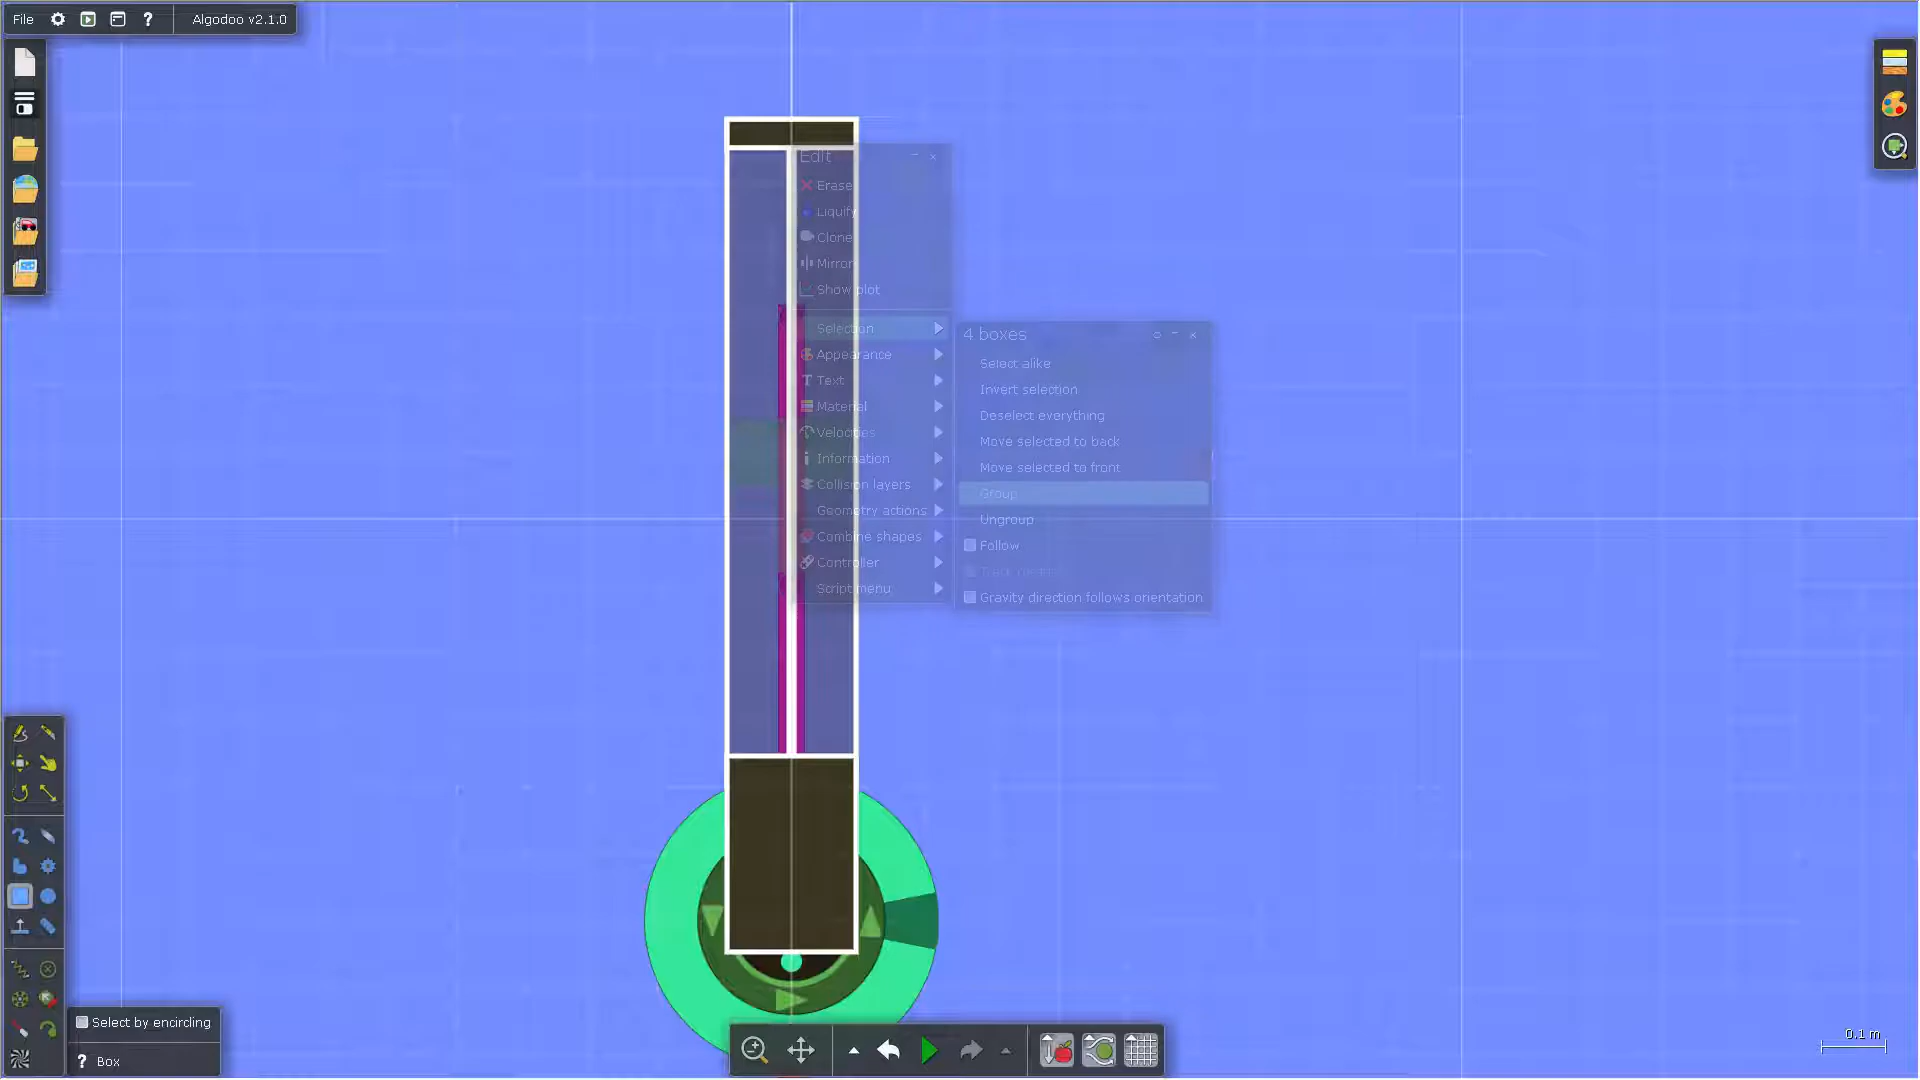 File
?
Algodoo v2.1.0
Edit
Erase
Liquify
Clone
Mirror
Show plot
Selection
Appearance
Text
Material
Velocities
Information
Collision layers
Geometry actions
Combine shapes
Controller
Script menu
4 boxes
Select alike
Invert selection
Deselect everything
Move selected to back
Move selected to front
Group
Ungroup
Follow
Gravity direction follows orientation
Select by encircling
? Box
0.1 m